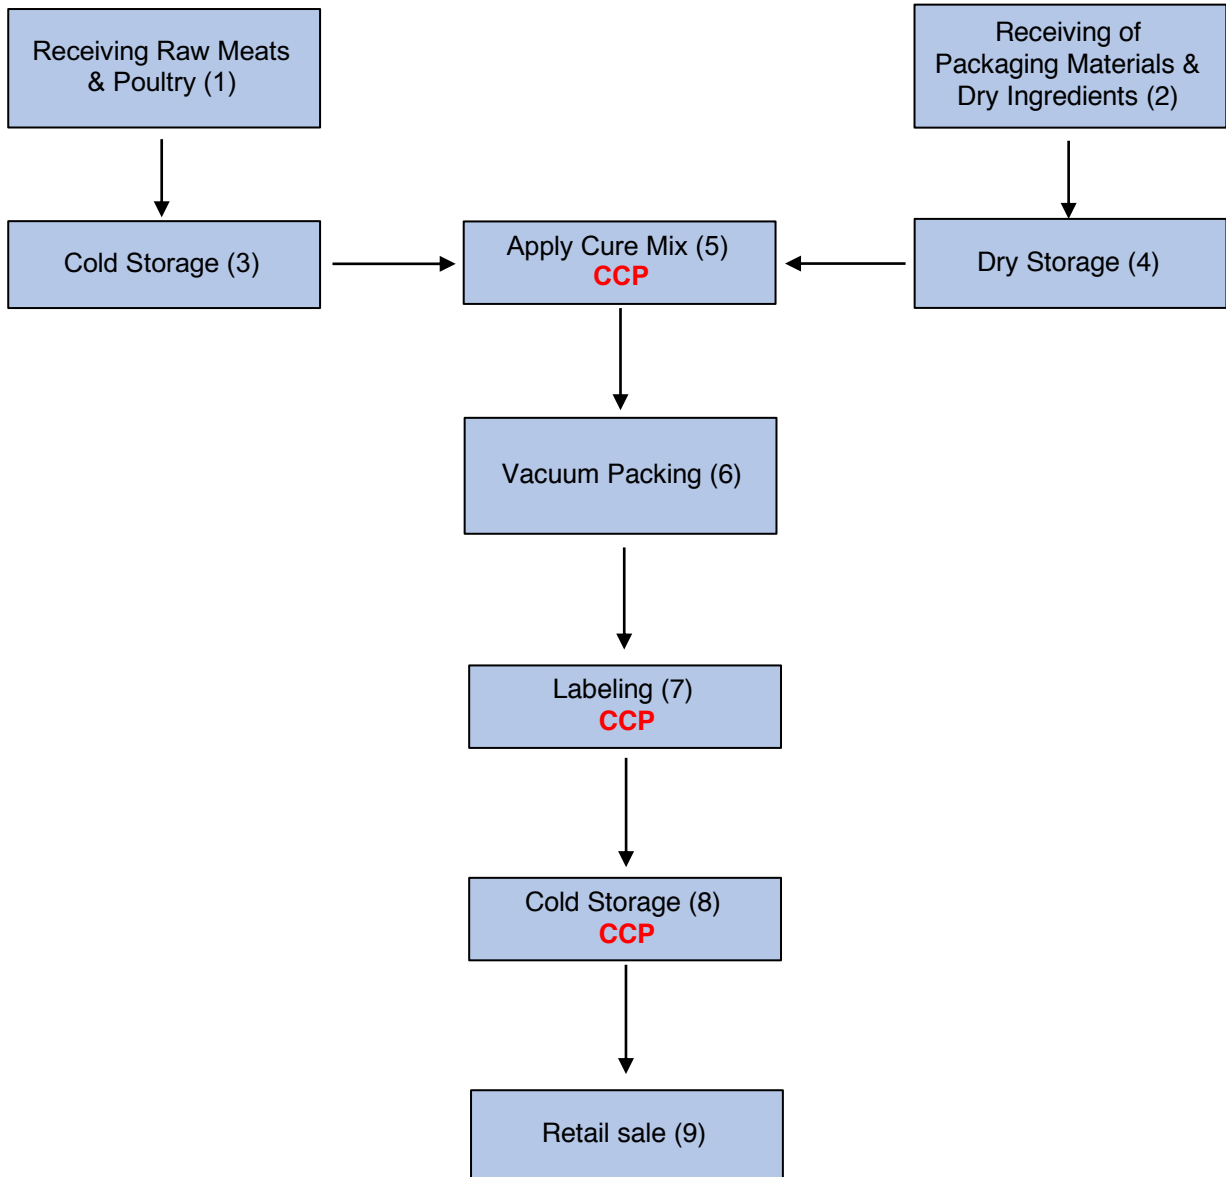 Receiving Raw Meats
& Poultry (1)
Receiving of
Packaging Materials &
Dry Ingredients (2)
Cold Storage (3)
Apply Cure Mix (5)
CCP
Dry Storage (4)
Vacuum Packing (6)
Labeling (7)
CCP
Cold Storage (8)
CCP
Retail sale (9)